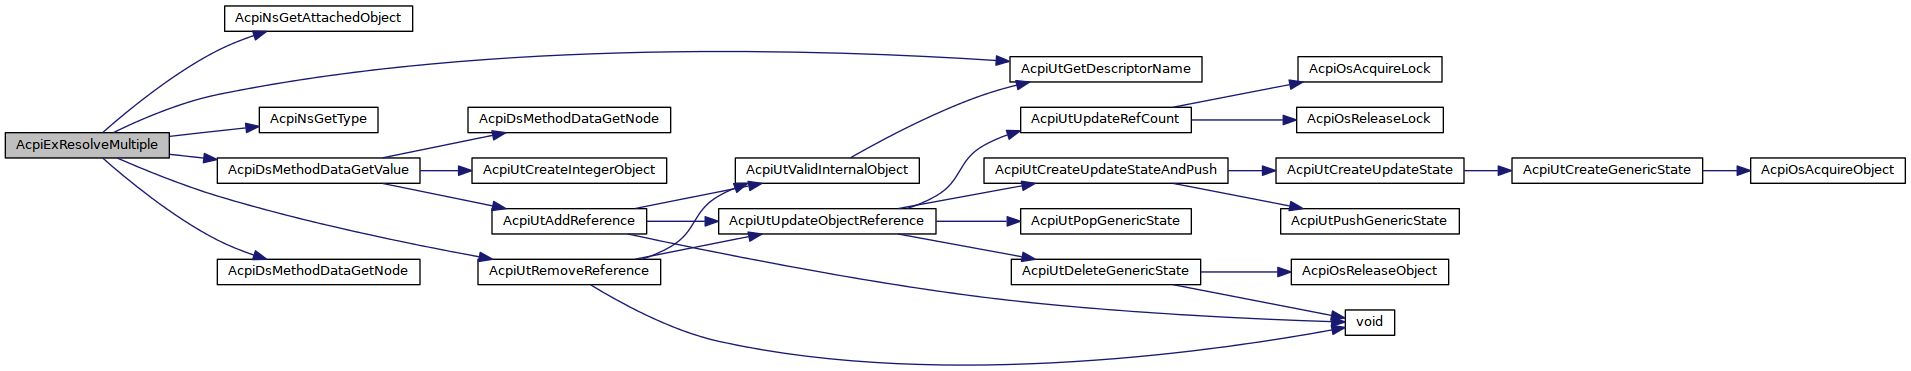 AcpiExResolveMultiple
AcpiNsGetAttachedObject
AcpiNsGetType
AcpiDsMethodDataGetValue
AcpiDsMethodDataGetNode
AcpiDsMethodDataGetNode
AcpiUtCreateIntegerObject
AcpiUtAddReference
AcpiUtRemoveReference
AcpiUtValidInternalObject
AcpiUtUpdateObjectReference
AcpiUtGetDescriptorName
AcpiUtUpdateRefCount
AcpiUtCreateUpdateStateAndPush
AcpiUtPopGenericState
AcpiUtDeleteGenericState
AcpiOsAcquireLock
AcpiOsReleaseLock
AcpiUtCreateUpdateState
AcpiUtPushGenericState
AcpiOsReleaseObject
void
AcpiUtCreateGenericState
AcpiOsAcquireObject